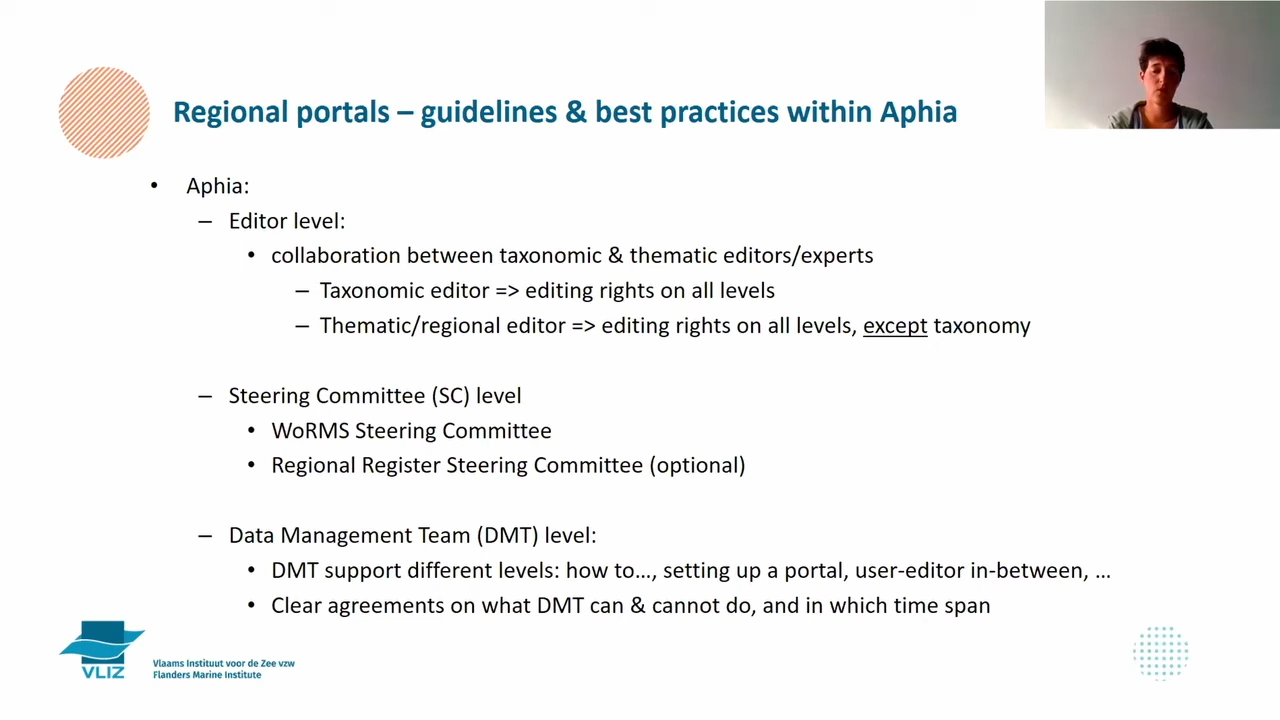 Regional portals – guidelines & best practices within Aphia
• Aphia:
– Editor level:
• collaboration between taxonomic & thematic editors/experts
– Taxonomic editor => editing rights on all levels
– Thematic/regional editor => editing rights on all levels, except taxonomy
– Steering Committee (SC) level
• WoRMS Steering Committee
• Regional Register Steering Committee (optional)
– Data Management Team (DMT) level:
• DMT support different levels: how to…, setting up a portal, user-editor in-between, …
• Clear agreements on what DMT can & cannot do, and in which time span
VLIZ
Vlaams Instituut voor de Zee vzw
Flanders Marine Institute